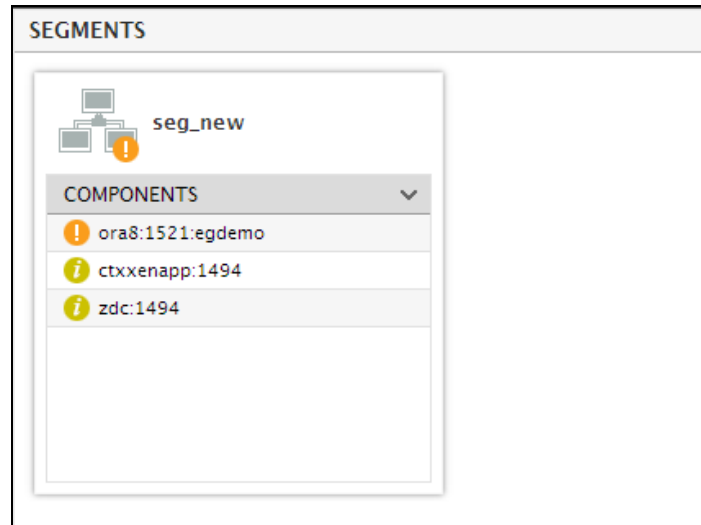 SEGMENTS
seg_new
COMPONENTS
ora8:1521:egdemo
ctxxenapp:1494
zdc:1494